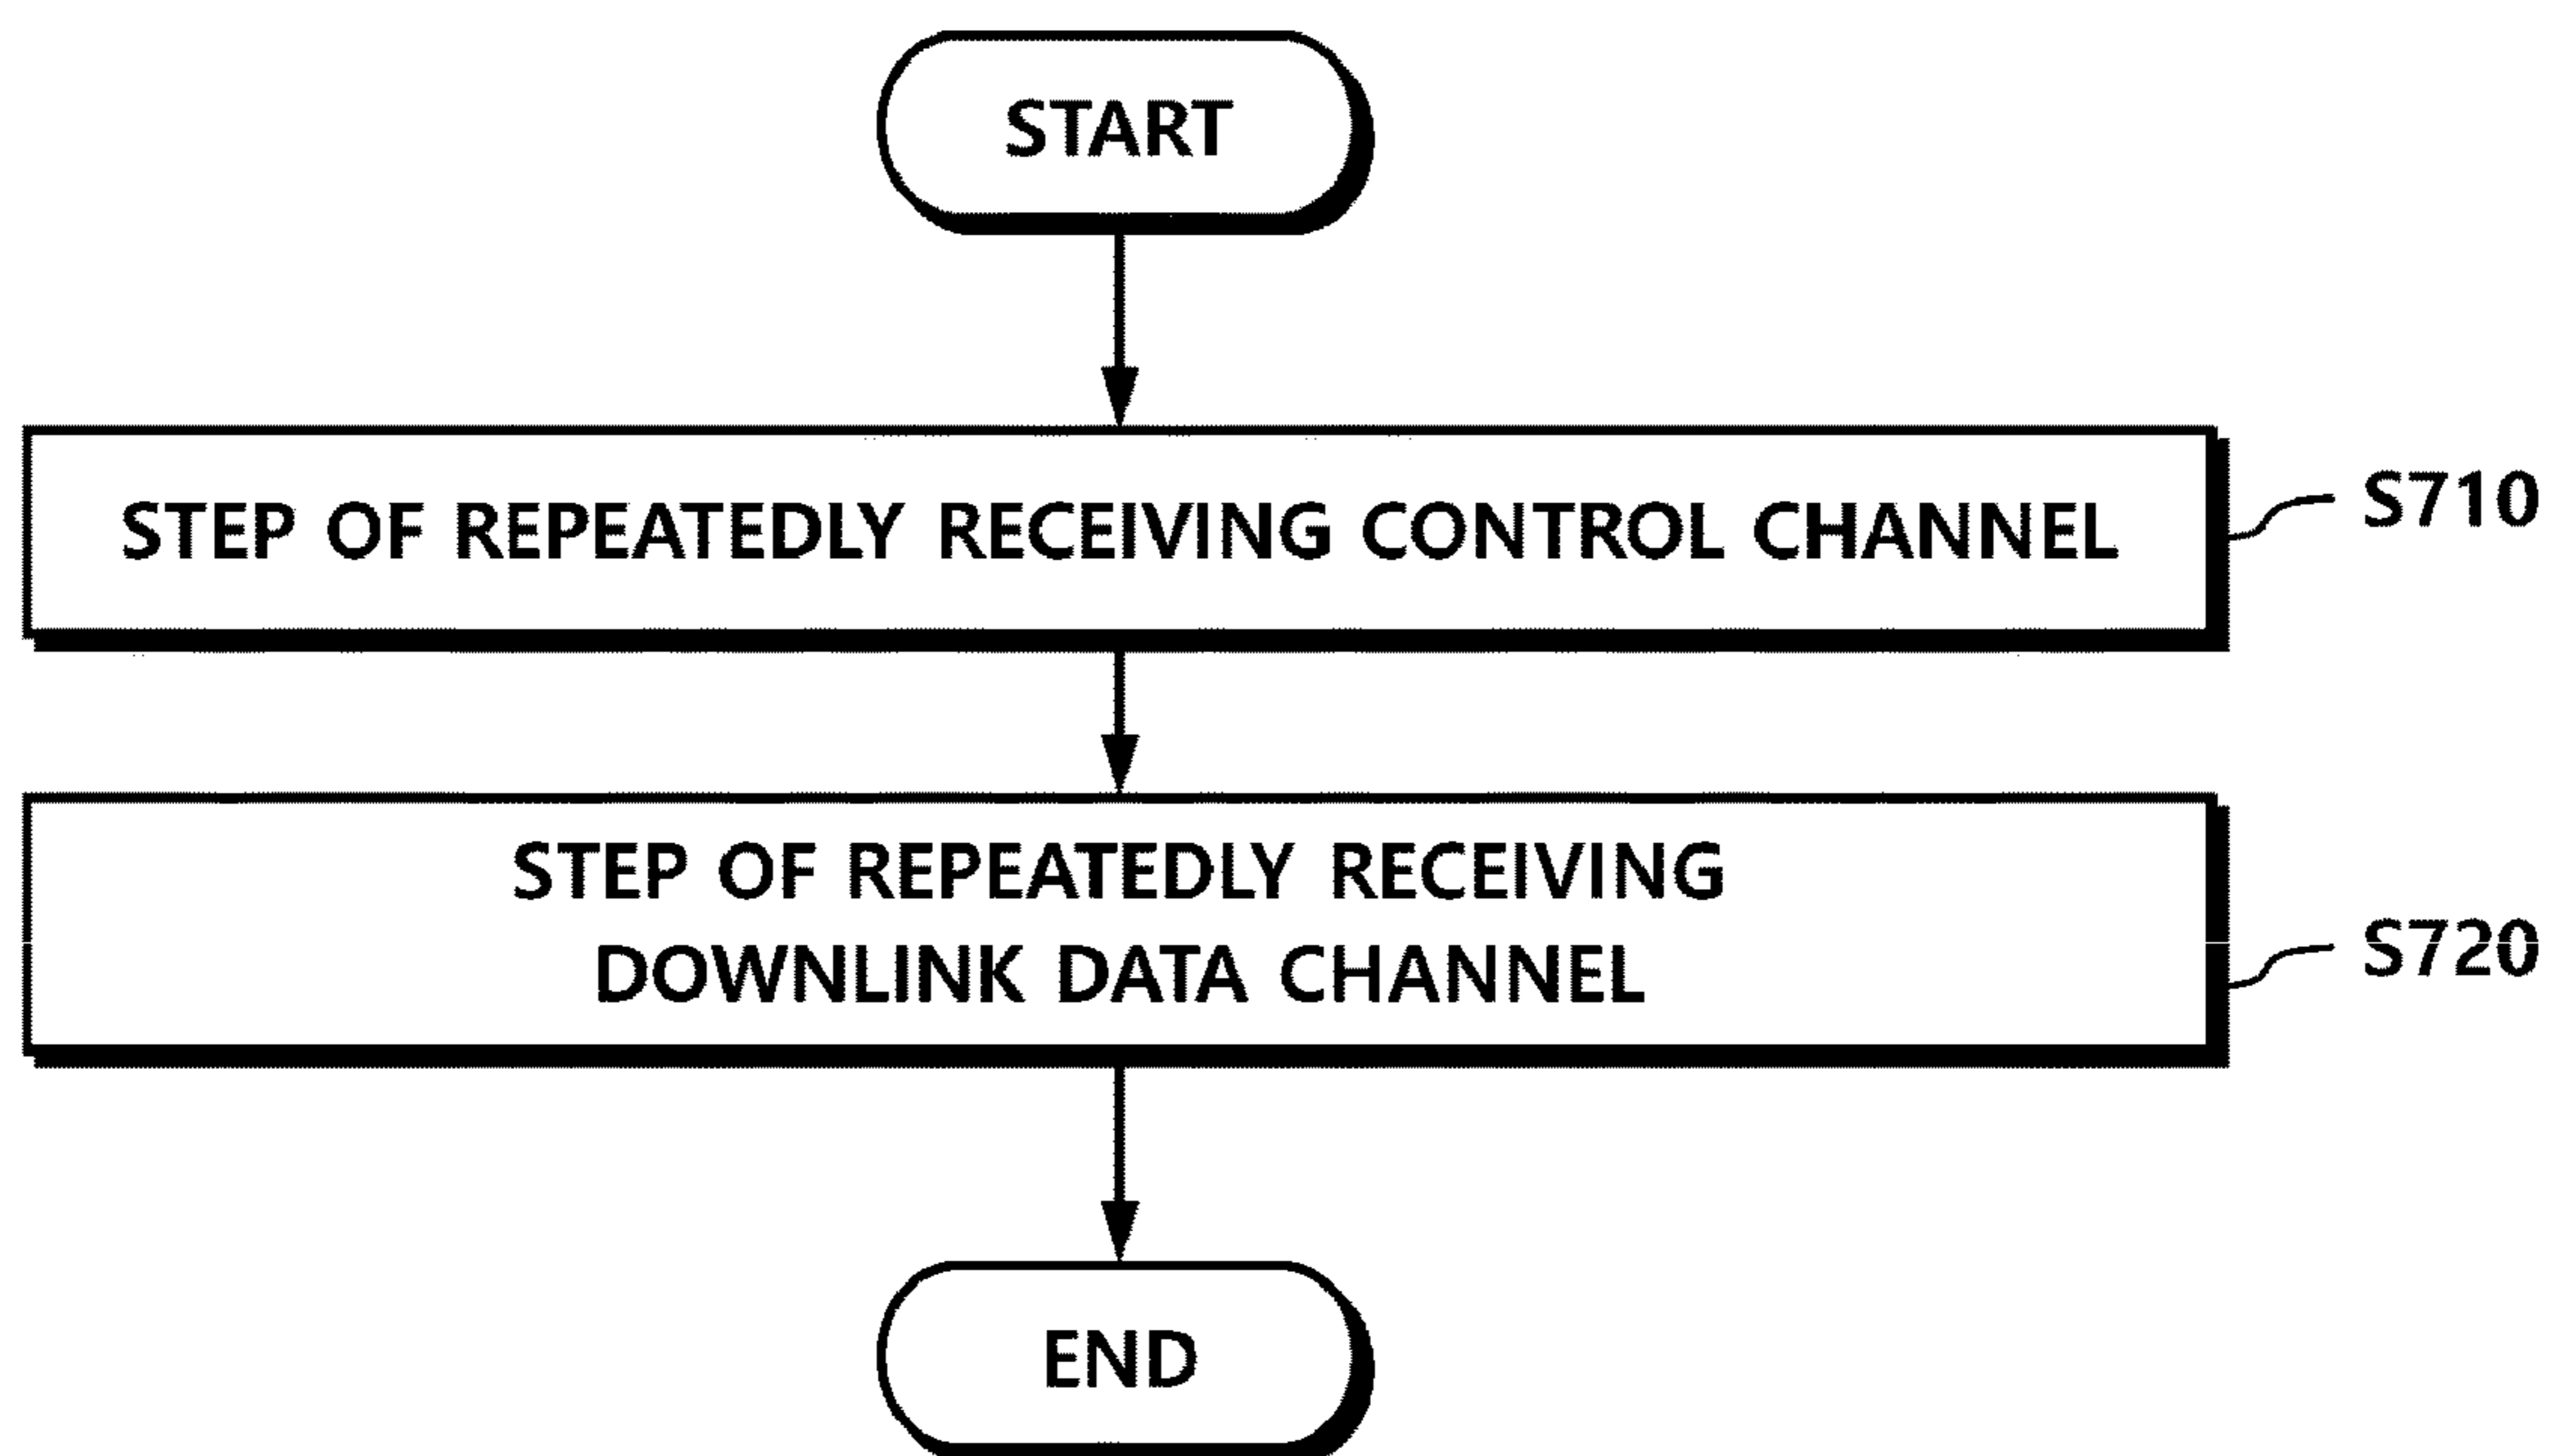 START
STEP OF REPEATEDLY RECEIVING CONTROL CHANNEL
S710
STEP OF REPEATEDLY RECEIVING
DOWNLINK DATA CHANNEL
S720
END